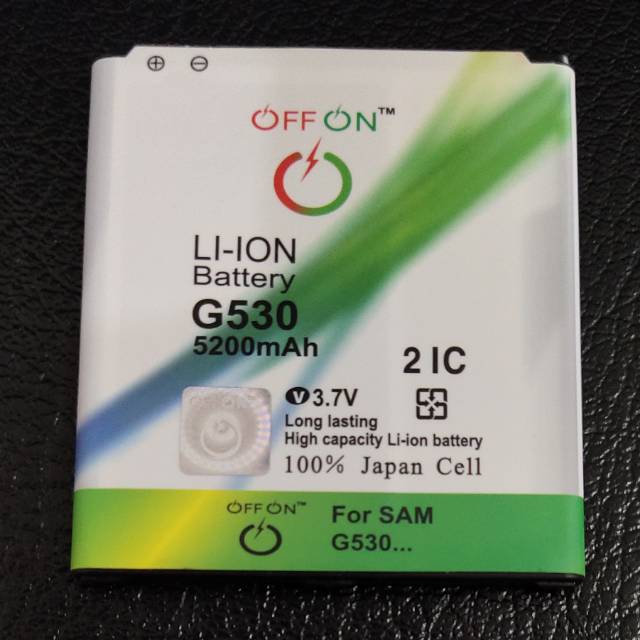 OFF ON™
LI-ION
Battery
G530
5200mAh
2 IC
V 3.7V
Long lasting
High capacity Li-ion battery
100% Japan Cell
OFF ON™
For SAM
G530...